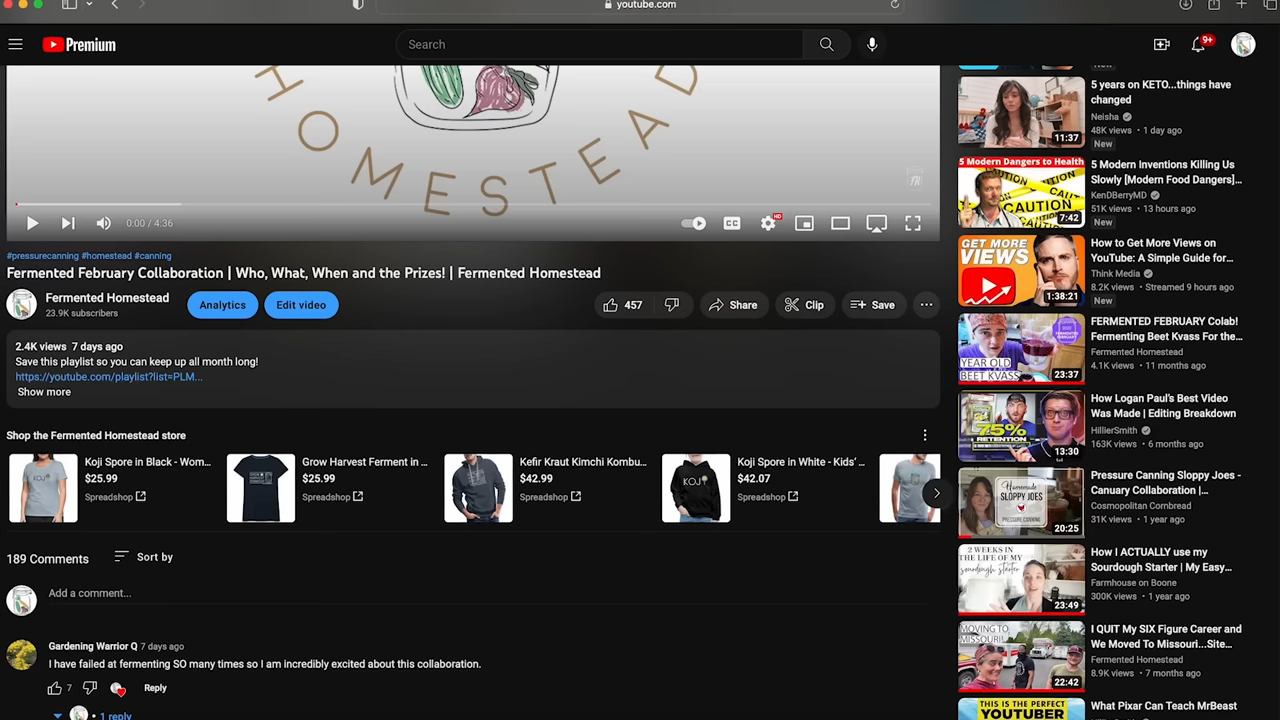 youtube.com
Premium
Search
9+
HOMESTEAD
0:00 / 4:36
CC
HD
#pressurecanning #homestead #canning
Fermented February Collaboration | Who, What, When and the Prizes! | Fermented Homestead
Fermented Homestead
23.9K subscribers
Analytics
Edit video
457
Share
Clip
Save
2.4K views 7 days ago
Save this playlist so you can keep up all month long!
https://youtube.com/playlist?list=PLM...
Show more
Shop the Fermented Homestead store
KOJ
Koji Spore in Black - Wom...
$25.99
Spreadshop
Grow Harvest Ferment in ...
$25.99
Spreadshop
Kefir Kraut Kimchi Kombu...
$42.99
Spreadshop
KOJ
Koji Spore in White - Kids' ...
$42.07
Spreadshop
189 Comments
Sort by
Add a comment...
Gardening Warrior Q 7 days ago
I have failed at fermenting SO many times so I am incredibly excited about this collaboration.
7
Reply
1 reply
New
11:37
5 years on KETO...things have
changed
Neisha
48K views • 1 day ago
New
5 Modern Dangers to Health
CAUTION
CAUTION
7:42
5 Modern Inventions Killing Us
Slowly [Modern Food Dangers]...
KenDBerryMD
51K views • 13 hours ago
New
GET MORE
VIEWS
1:38:21
How to Get More Views on
YouTube: A Simple Guide for...
Think Media
8.2K views • Streamed 9 hours ago
New
YEAR OLD
BEET KVASS
23:37
FERMENTED FEBRUARY Colab!
Fermenting Beet Kvass For the...
Fermented Homestead
4.1K views • 11 months ago
75%
RETENTION
13:30
How Logan Paul's Best Video
Was Made | Editing Breakdown
HillierSmith
163K views • 6 months ago
Homemade
SLOPPY JOES
PRESSURE CANNING
20:25
Pressure Canning Sloppy Joes -
Canuary Collaboration |...
Cosmopolitan Cornbread
31K views • 1 year ago
2 WEEKS IN
THE LIFE OF MY
sourdough starter
23:49
How I ACTUALLY use my
Sourdough Starter | My Easy...
Farmhouse on Boone
300K views • 1 year ago
MOVING TO
MISSOURI!
22:42
I QUIT My SIX Figure Career and
We Moved To Missouri...Site...
Fermented Homestead
8.9K views • 7 months ago
THIS IS THE PERFECT
YOUTUBER
What Pixar Can Teach MrBeast